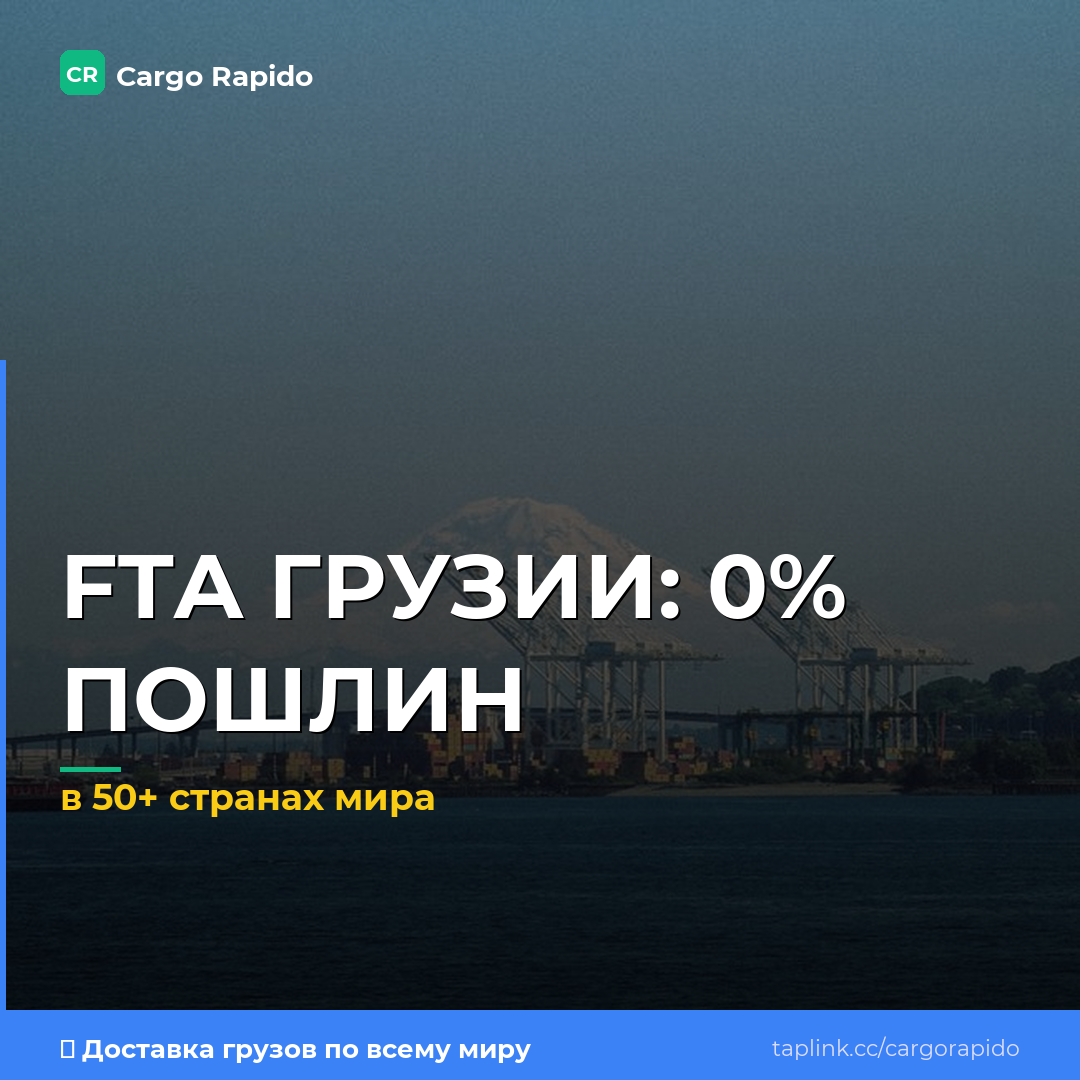 CR Cargo Rapido
FTA ГРУЗИИ: 0%
ПОШЛИН
в 50+ странах мира
Доставка грузов по всему миру
taplink.cc/cargorapido